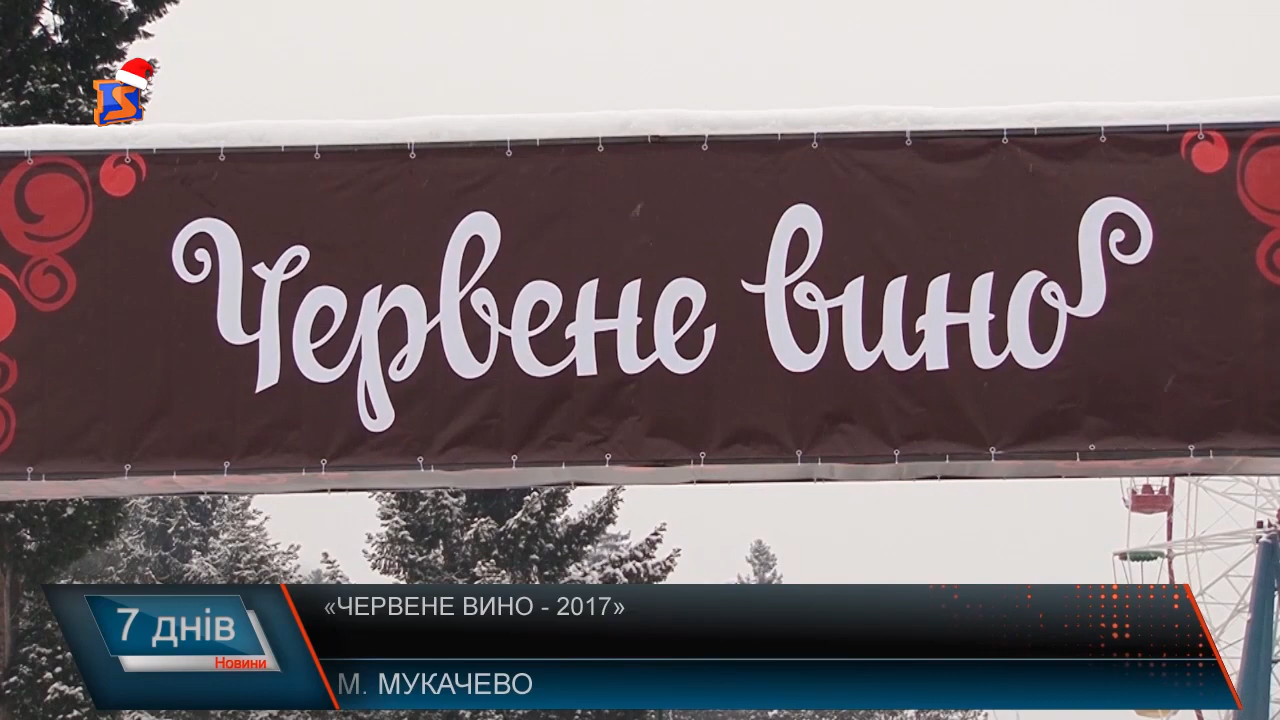 Червене вино
«ЧЕРВЕНЕ ВИНО - 2017»
7 днів
Новини
М. МУКАЧЕВО